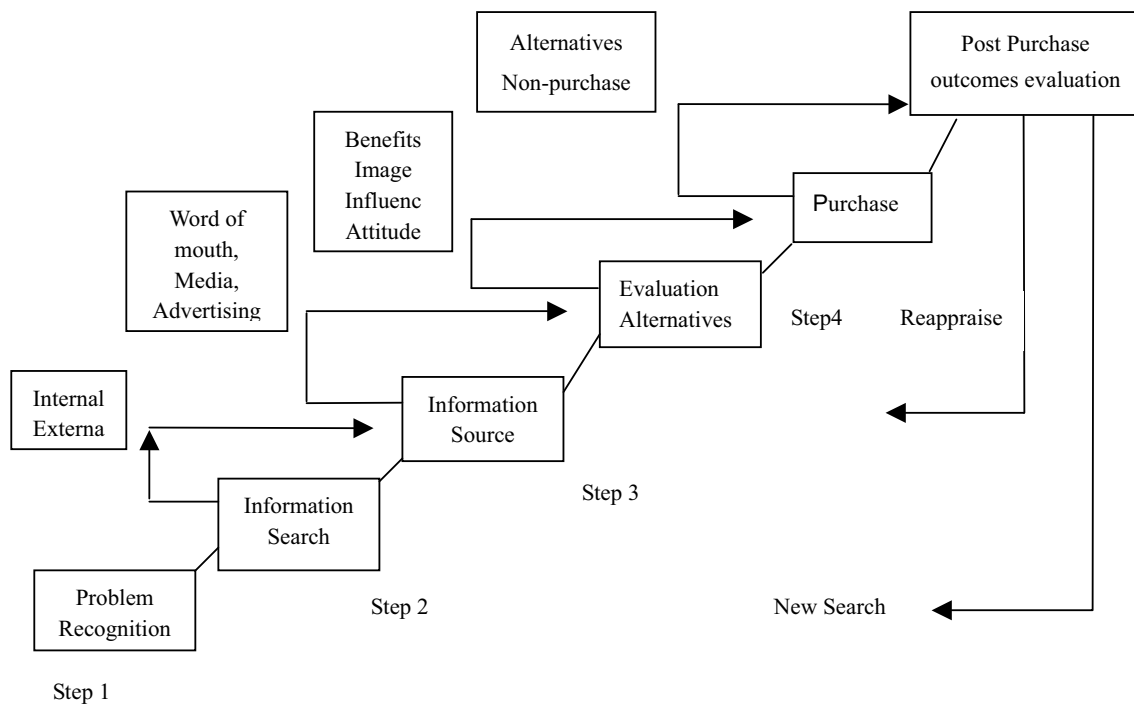 Alternatives
Non-purchase
Post Purchase
outcomes evaluation
Benefits
Image
Influenc
Attitude
Purchase
Word of
mouth,
Media,
Advertising
Evaluation
Alternatives
Step4
Reappraise
Internal
Externa
Information
Source
Step 3
Information
Search
Problem
Recognition
Step 2
New Search
Step 1